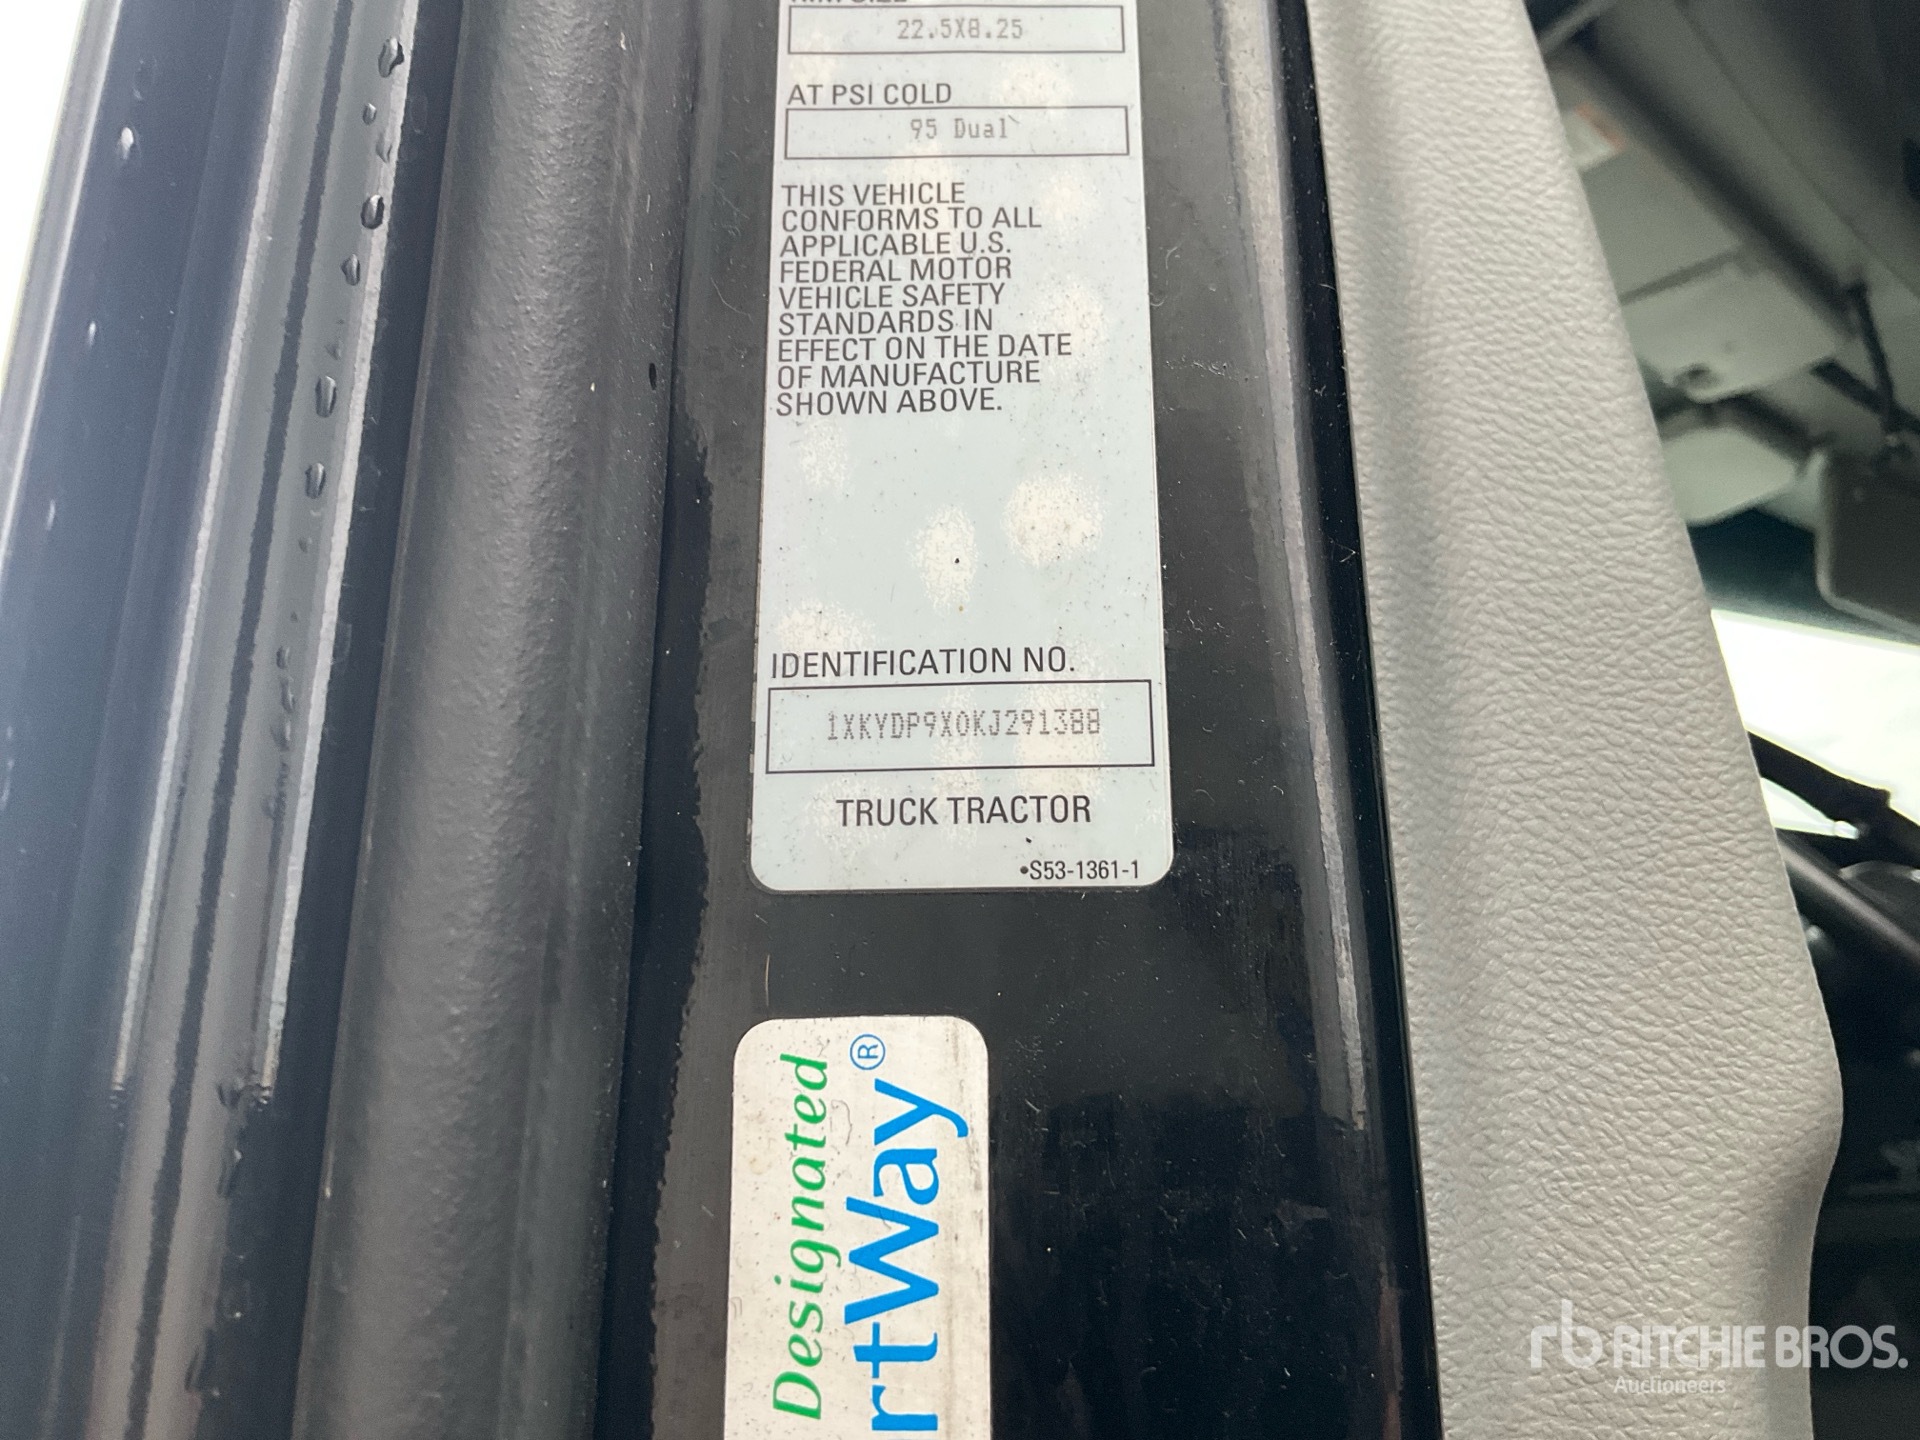 22.5X8.25
AT PSI COLD
95 Dual
THIS VEHICLE
CONFORMS TO ALL
APPLICABLE U.S.
FEDERAL MOTOR
VEHICLE SAFETY
STANDARDS IN
EFFECT ON THE DATE
OF MANUFACTURE
SHOWN ABOVE.
IDENTIFICATION NO.
1XKYDP9X0KJ291388
TRUCK TRACTOR
•S53-1361-1
Designated
rtWay®
rb RITCHIE BROS.
Auctioneers